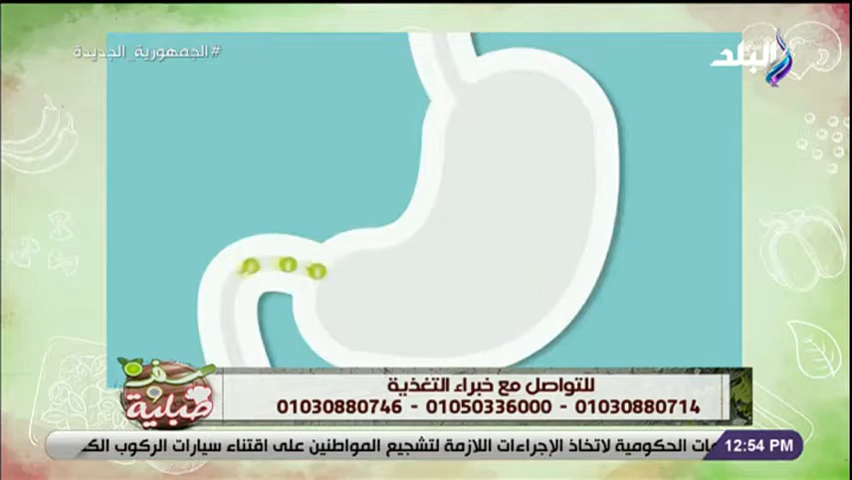 #الجمهورية_الجديدة
البلد
للتواصل مع خبراء التغذية
01030880746 - 01050336000 - 01030880714
سفرة
و
طبلية
لاتخاذ الإجراءات اللازمة لتشجيع المواطنين على اقتناء سيارات الركوب
الحكومية
12:54 PM